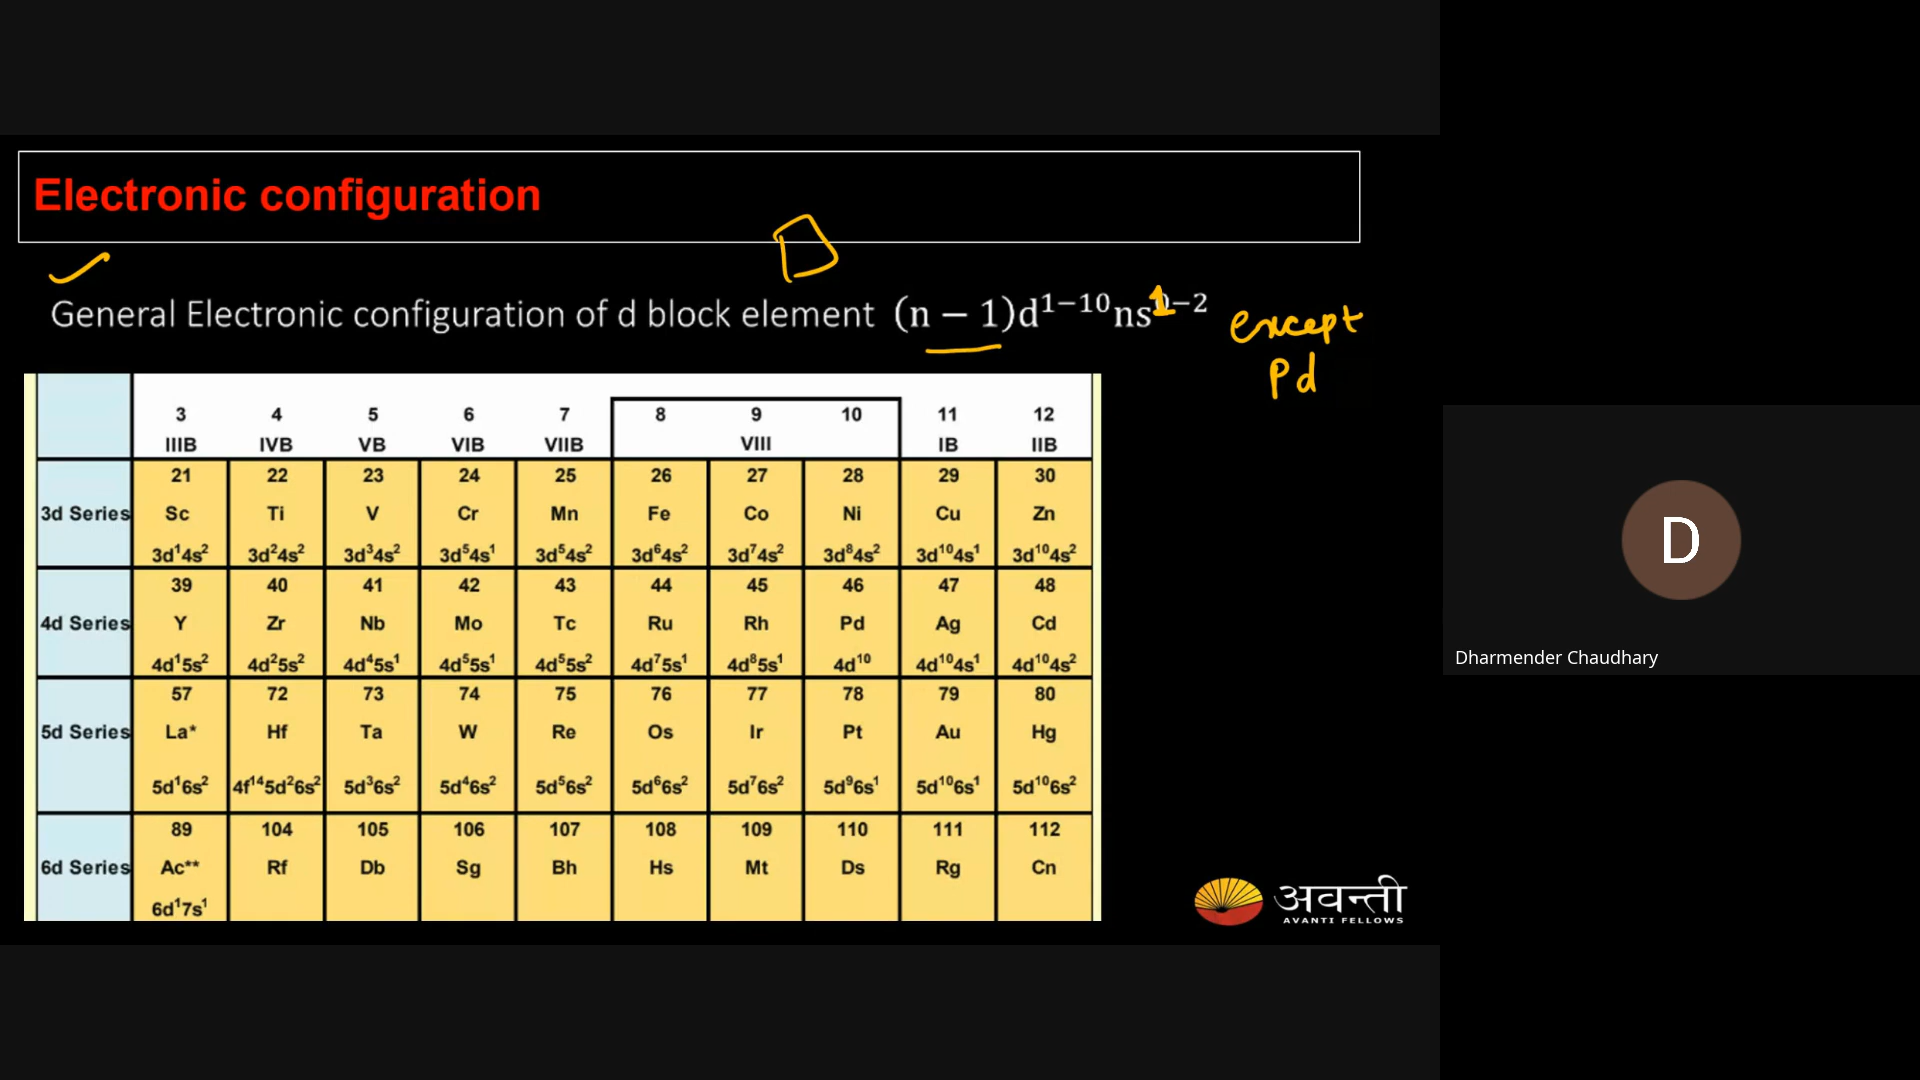 Electronic configuration
General Electronic configuration of d block element (n − 1)d¹⁻¹⁰ns¹⁻²
except
Pd
3 4 5 6 7 8 9 10 11 12
IIIB IVB VB VIB VIIB VIII IB IIB
21 22 23 24 25 26 27 28 29 30
3d Series Sc Ti V Cr Mn Fe Co Ni Cu Zn
3d¹4s² 3d²4s² 3d³4s² 3d⁵4s¹ 3d⁵4s² 3d⁶4s² 3d⁷4s² 3d⁸4s² 3d¹⁰4s¹ 3d¹⁰4s²
39 40 41 42 43 44 45 46 47 48
4d Series Y Zr Nb Mo Tc Ru Rh Pd Ag Cd
4d¹5s² 4d²5s² 4d⁴5s¹ 4d⁵5s¹ 4d⁵5s² 4d⁷5s¹ 4d⁸5s¹ 4d¹⁰ 4d¹⁰4s¹ 4d¹⁰4s²
57 72 73 74 75 76 77 78 79 80
5d Series La* Hf Ta W Re Os Ir Pt Au Hg
5d¹6s² 4f¹⁴5d²6s² 5d³6s² 5d⁴6s² 5d⁵6s² 5d⁶6s² 5d⁷6s² 5d⁹6s¹ 5d¹⁰6s¹ 5d¹⁰6s²
89 104 105 106 107 108 109 110 111 112
6d Series Ac** Rf Db Sg Bh Hs Mt Ds Rg Cn
6d¹7s¹
अवन्ती
AVANTI FELLOWS
D
Dharmender Chaudhary